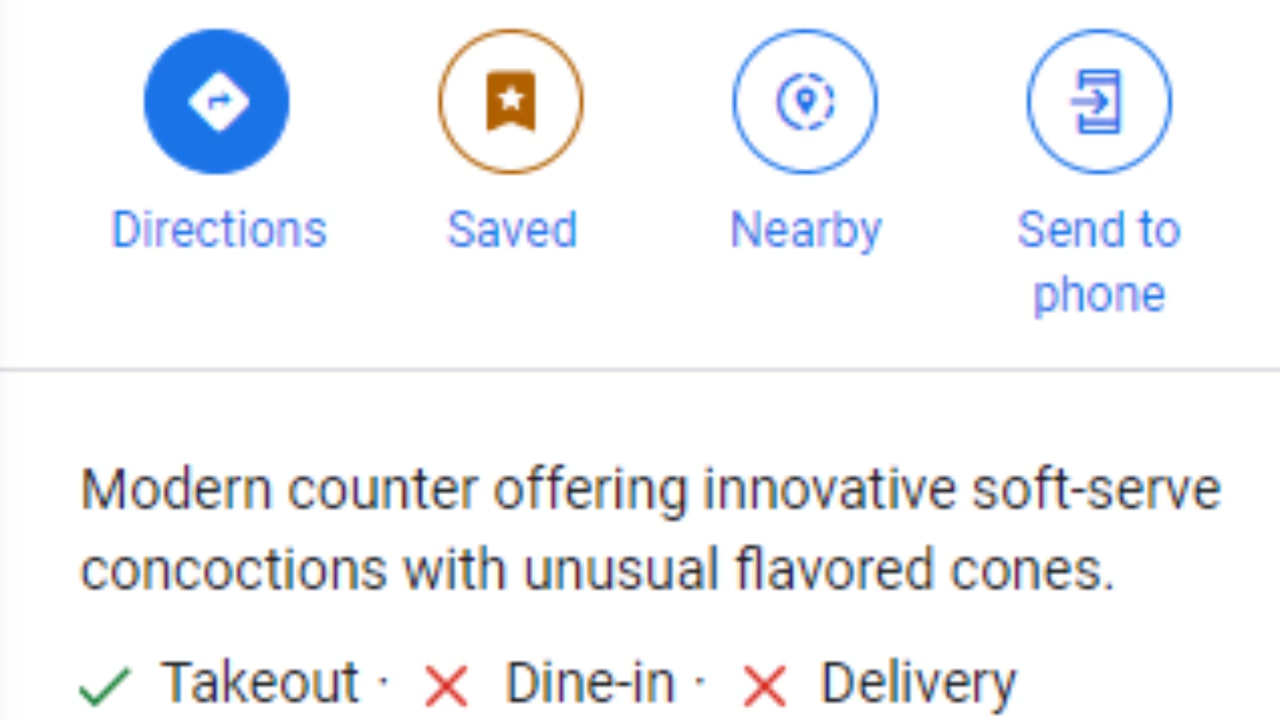 Directions Saved Nearby Send to
phone
Modern counter offering innovative soft-serve
concoctions with unusual flavored cones.
Takeout · Dine-in · Delivery